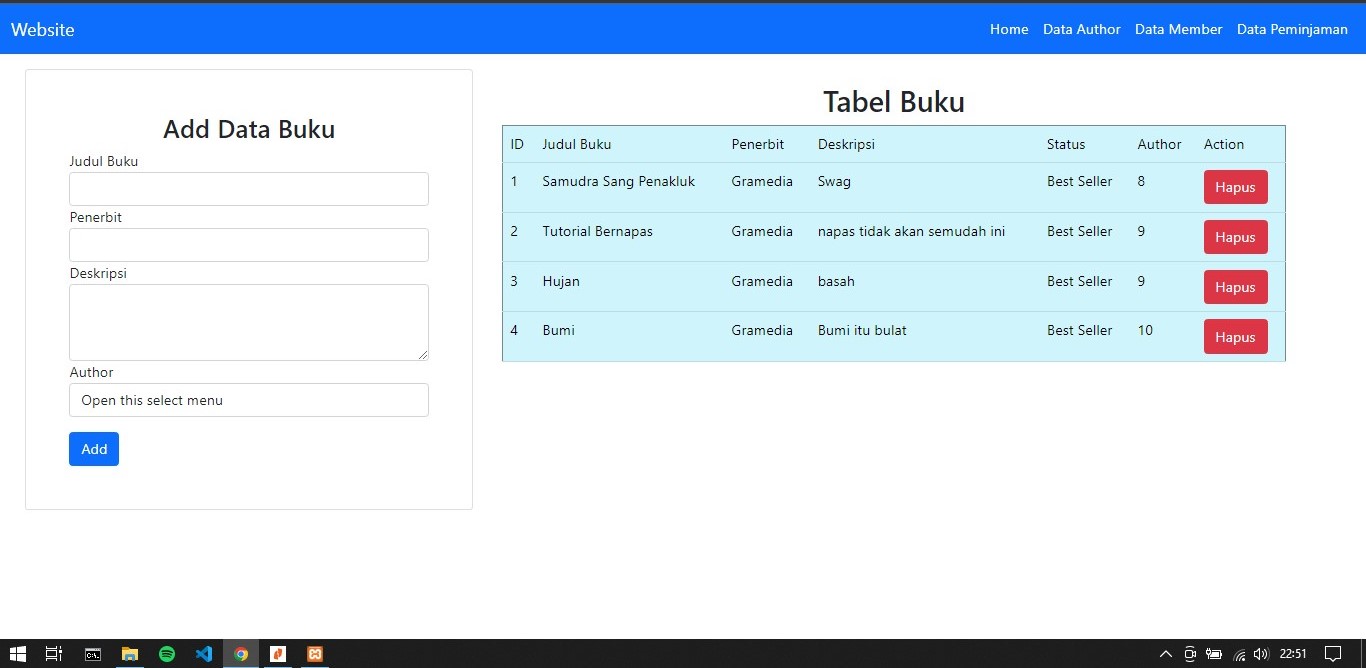 Website Home Data Author Data Member Data Peminjaman
Add Data Buku
Judul Buku
Penerbit
Deskripsi
Author
Open this select menu
Add
Tabel Buku
ID Judul Buku Penerbit Deskripsi Status Author Action
1 Samudra Sang Penakluk Gramedia Swag Best Seller 8 Hapus
2 Tutorial Bernapas Gramedia napas tidak akan semudah ini Best Seller 9 Hapus
3 Hujan Gramedia basah Best Seller 9 Hapus
4 Bumi Gramedia Bumi itu bulat Best Seller 10 Hapus
22:51